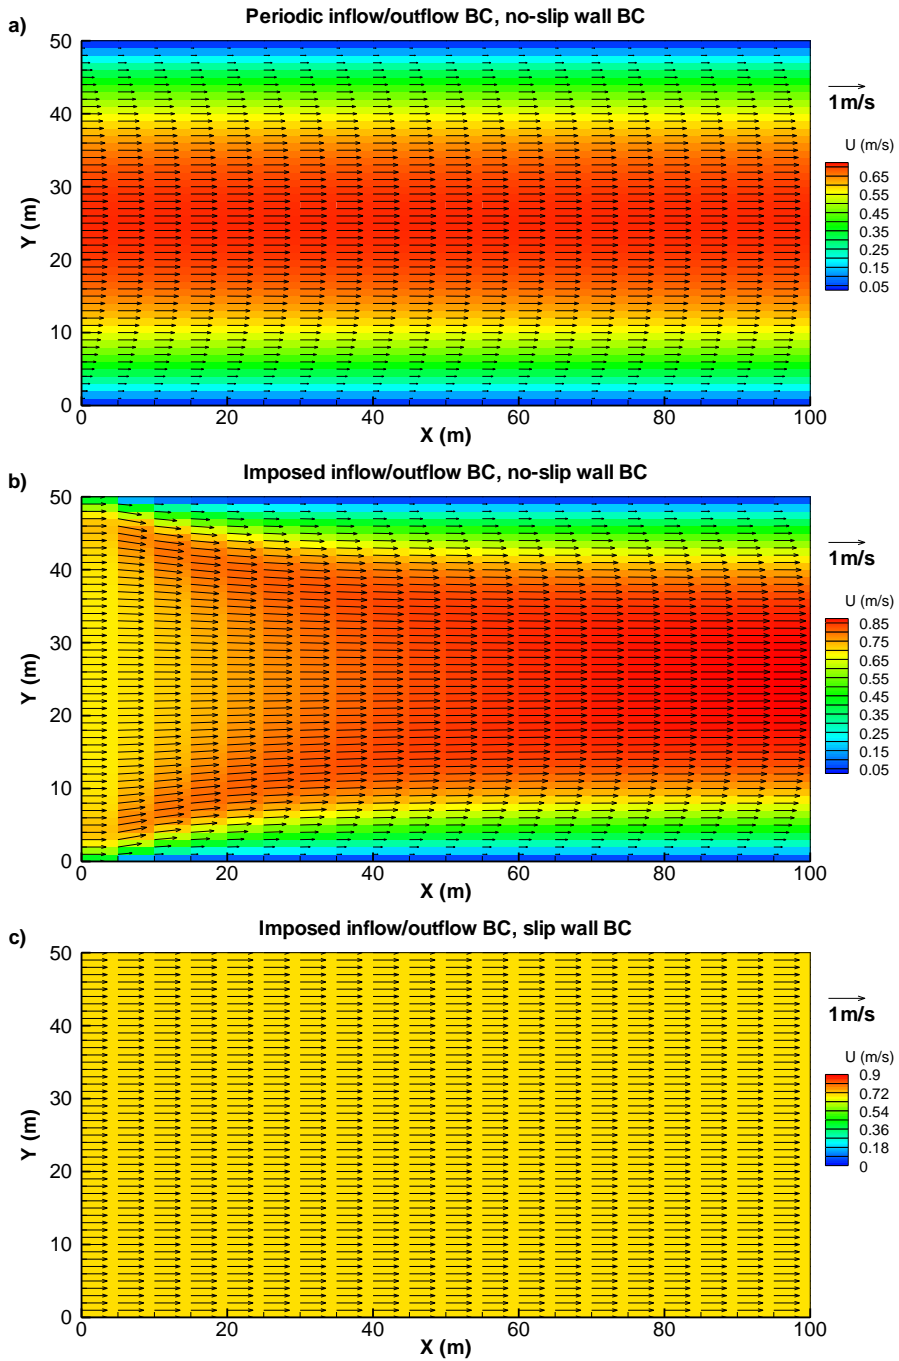 a)
Periodic inflow/outflow BC, no-slip wall BC
50
40
30
20
10
0
Y (m)
0 20 40 60 80 100
X (m)
1m/s
U (m/s)
0.65
0.55
0.45
0.35
0.25
0.15
0.05
b)
Imposed inflow/outflow BC, no-slip wall BC
50
40
30
20
10
0
Y (m)
0 20 40 60 80 100
X (m)
1m/s
U (m/s)
0.85
0.75
0.65
0.55
0.45
0.35
0.25
0.15
0.05
c)
Imposed inflow/outflow BC, slip wall BC
50
40
30
20
10
0
Y (m)
0 20 40 60 80 100
X (m)
1m/s
U (m/s)
0.9
0.72
0.54
0.36
0.18
0